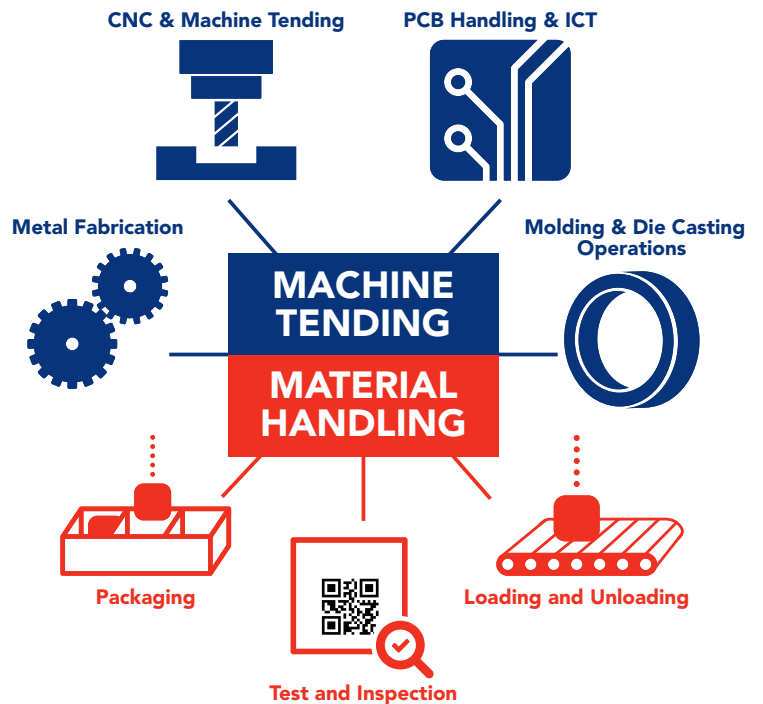 CNC & Machine Tending
PCB Handling & ICT
Metal Fabrication
Molding & Die Casting
Operations
MACHINE
TENDING
MATERIAL
HANDLING
Packaging
Loading and Unloading
Test and Inspection